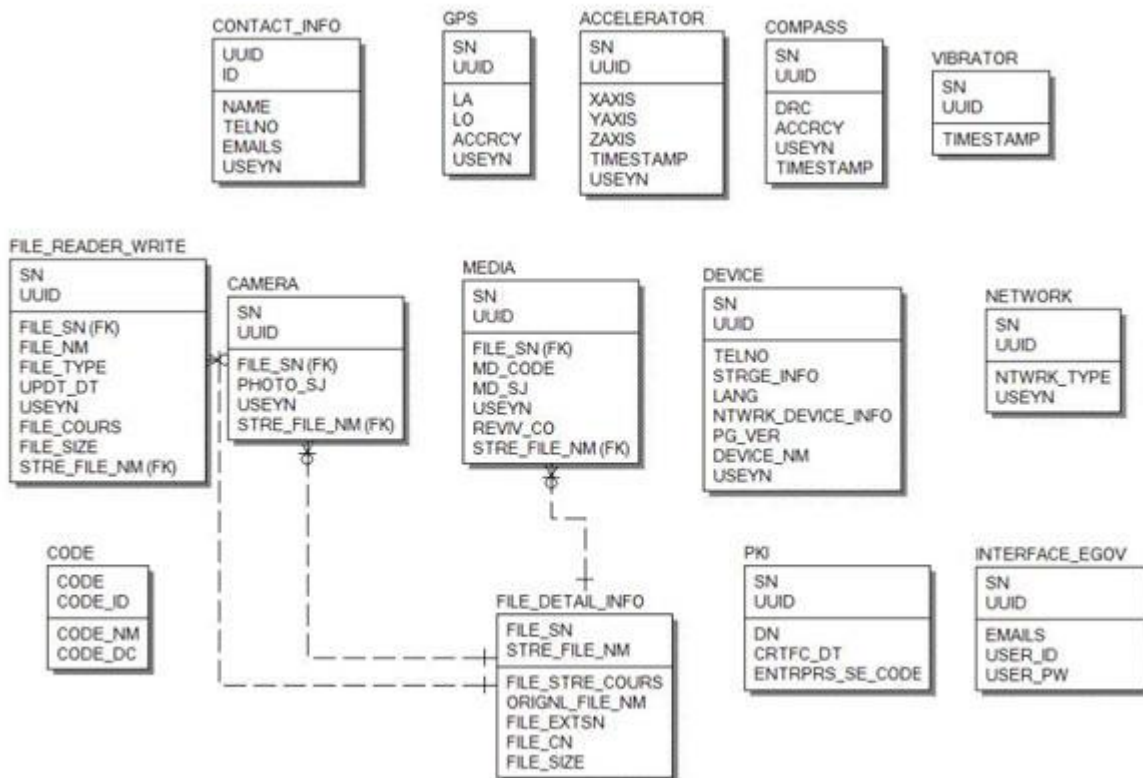 CONTACT_INFO
UUID
ID
NAME
TELNO
EMAILS
USEYN
GPS
SN
UUID
LA
LO
ACCRCY
USEYN
ACCELERATOR
SN
UUID
XAXIS
YAXIS
ZAXIS
TIMESTAMP
USEYN
COMPASS
SN
UUID
DRC
ACCRCY
USEYN
TIMESTAMP
VIBRATOR
SN
UUID
TIMESTAMP
FILE_READER_WRITE
SN
UUID
FILE_SN (FK)
FILE_NM
FILE_TYPE
UPDT_DT
USEYN
FILE_COURS
FILE_SIZE
STRE_FILE_NM (FK)
CAMERA
SN
UUID
FILE_SN (FK)
PHOTO_SJ
USEYN
STRE_FILE_NM (FK)
MEDIA
SN
UUID
FILE_SN (FK)
MD_CODE
MD_SJ
USEYN
REVIV_CO
STRE_FILE_NM (FK)
DEVICE
SN
UUID
TELNO
STRGE_INFO
LANG
NTWRK_DEVICE_INFO
PG_VER
DEVICE_NM
USEYN
NETWORK
SN
UUID
NTWRK_TYPE
USEYN
CODE
CODE
CODE_ID
CODE_NM
CODE_DC
FILE_DETAIL_INFO
FILE_SN
STRE_FILE_NM
FILE_STRE_COURS
ORIGNL_FILE_NM
FILE_EXTSN
FILE_CN
FILE_SIZE
PKI
SN
UUID
DN
CRTFC_DT
ENTRPRS_SE_CODE
INTERFACE_EGOV
SN
UUID
EMAILS
USER_ID
USER_PW